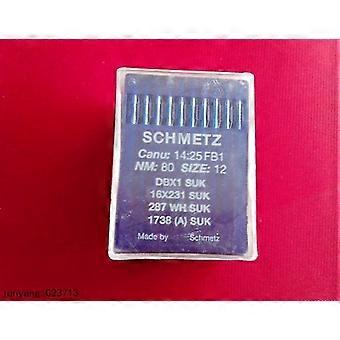 SCHMETZ
Canu: 14:25 FB1
NM: 80 SIZE: 12
DBX1 SUK
16X231 SUK
287 WH SUK
1738 (A) SUK
Made by Schmetz